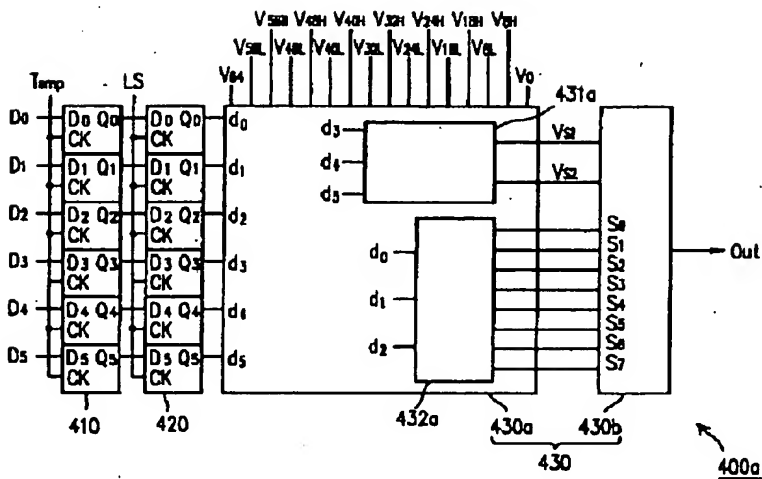 V56H V48H V40H V32H V24H V16H V8H
V56L V48L V40L V32L V24L V16L V8L
V64 V0
Tamp LS
431a
D0 D0 Q0 D0 Q0 d0
CK CK
d3 VS1
D1 D1 Q1 D1 Q1 d1
CK CK
d4 VS2
d5
D2 D2 Q2 D2 Q2 d2
CK CK
S0
S1 Out
D3 D3 Q3 D3 Q3 d3 d0
CK CK
S2
S3
D4 D4 Q4 D4 Q4 d1
CK CK
S4
S5
D5 D5 Q5 D5 Q5 d5 d2
CK CK
S6
S7
410 420 432a 430a 430b
430 400a